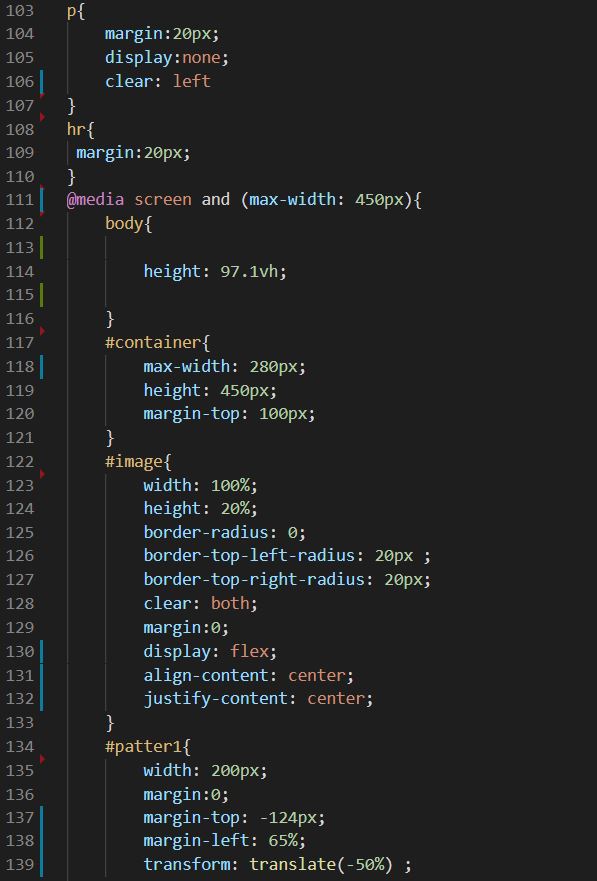 103 p{
104     margin:20px;
105     display:none;
106     clear: left
107 }
108 hr{
109  margin:20px;
110 }
111 @media screen and (max-width: 450px){
112     body{
113
114         height: 97.1vh;
115
116     }
117     #container{
118         max-width: 280px;
119         height: 450px;
120         margin-top: 100px;
121     }
122     #image{
123         width: 100%;
124         height: 20%;
125         border-radius: 0;
126         border-top-left-radius: 20px ;
127         border-top-right-radius: 20px;
128         clear: both;
129         margin:0;
130         display: flex;
131         align-content: center;
132         justify-content: center;
133     }
134     #patter1{
135         width: 200px;
136         margin:0;
137         margin-top: -124px;
138         margin-left: 65%;
139         transform: translate(-50%) ;